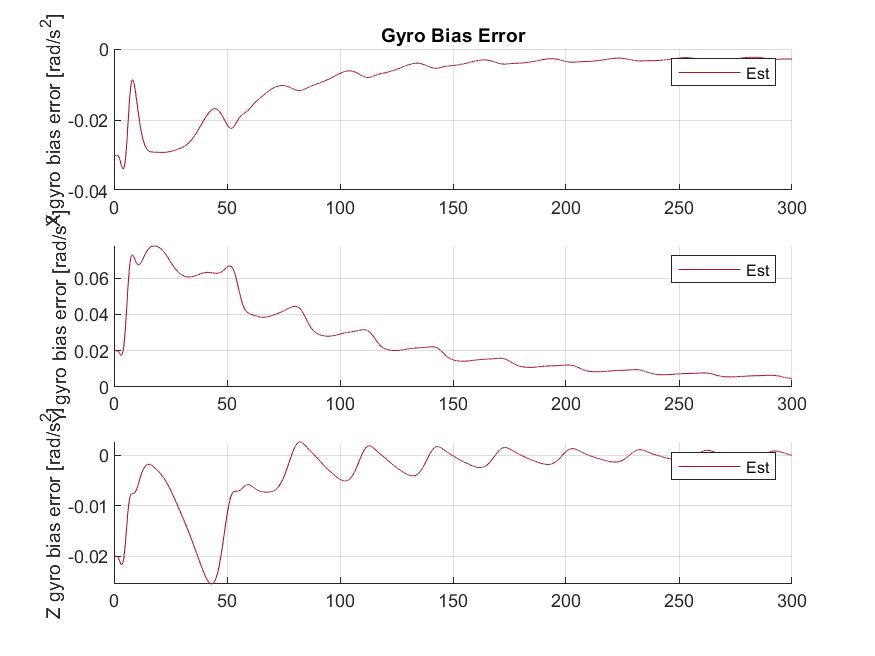 Gyro Bias Error
X gyro bias error [rad/s2]
0
-0.02
-0.04
Est
0 50 100 150 200 250 300
Y gyro bias error [rad/s2]
0.06
0.04
0.02
0
Est
0 50 100 150 200 250 300
Z gyro bias error [rad/s2]
0
-0.01
-0.02
Est
0 50 100 150 200 250 300